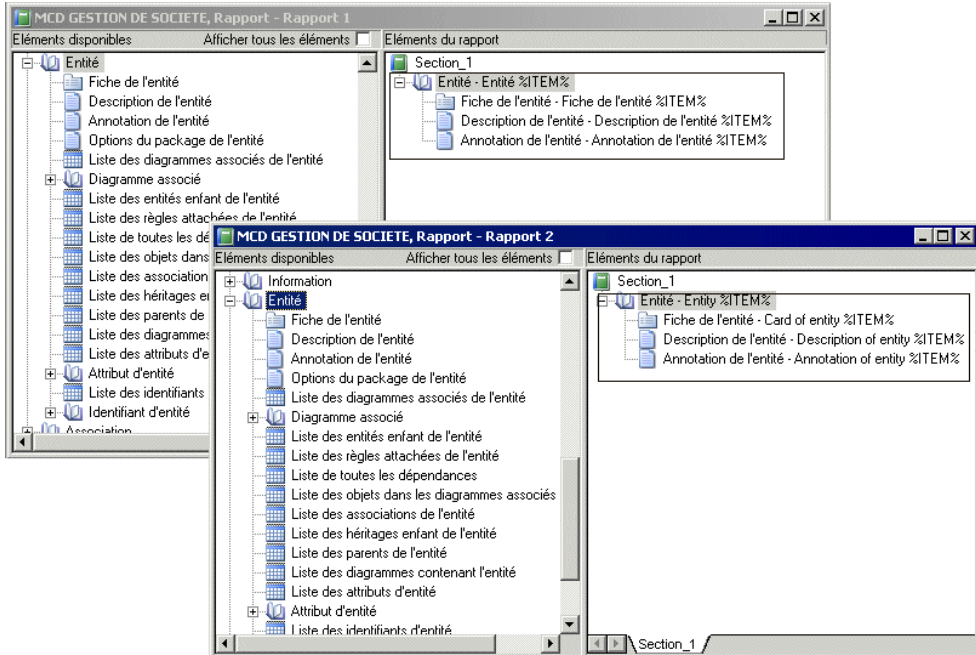 MCD GESTION DE SOCIETE, Rapport - Rapport 1
Eléments disponibles Afficher tous les éléments Eléments du rapport
Entité
Fiche de l'entité
Description de l'entité
Annotation de l'entité
Options du package de l'entité
Liste des diagrammes associés de l'entité
Diagramme associé
Liste des entités enfant de l'entité
Liste des règles attachées de l'entité
Liste de toutes les dé
Liste des objets dans
Liste des association
Liste des héritages e
Liste des parents de
Liste des diagrammes
Liste des attributs d'e
Attribut d'entité
Liste des identifiants
Identifiant d'entité
Association
Section_1
Entité - Entité %ITEM%
Fiche de l'entité - Fiche de l'entité %ITEM%
Description de l'entité - Description de l'entité %ITEM%
Annotation de l'entité - Annotation de l'entité %ITEM%
MCD GESTION DE SOCIETE, Rapport - Rapport 2
Eléments disponibles Afficher tous les éléments Eléments du rapport
Information
Entité
Fiche de l'entité
Description de l'entité
Annotation de l'entité
Options du package de l'entité
Liste des diagrammes associés de l'entité
Diagramme associé
Liste des entités enfant de l'entité
Liste des règles attachées de l'entité
Liste de toutes les dépendances
Liste des objets dans les diagrammes associés
Liste des associations de l'entité
Liste des héritages enfant de l'entité
Liste des parents de l'entité
Liste des diagrammes contenant l'entité
Liste des attributs d'entité
Attribut d'entité
Liste des identifiants d'entité
Section_1
Entité - Entity %ITEM%
Fiche de l'entité - Card of entity %ITEM%
Description de l'entité - Description of entity %ITEM%
Annotation de l'entité - Annotation of entity %ITEM%
Section_1